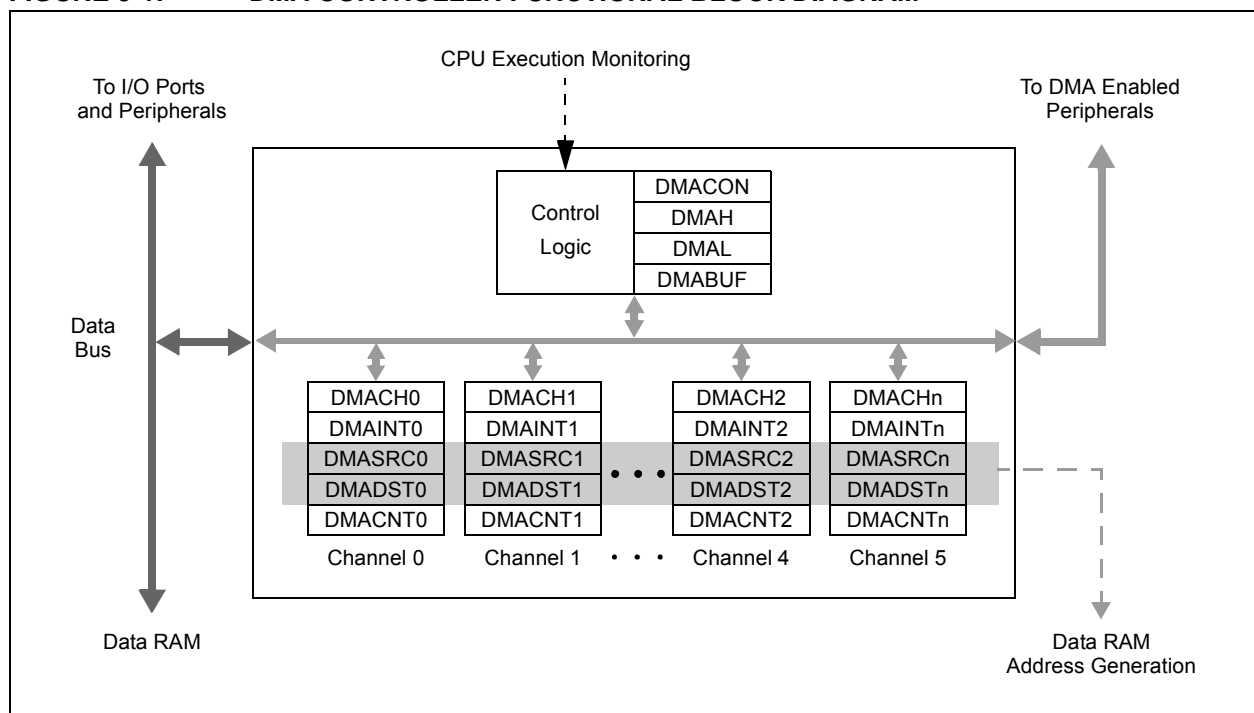 CPU Execution Monitoring
To I/O Ports
and Peripherals
To DMA Enabled
Peripherals
Control
Logic
DMACON
DMAH
DMAL
DMABUF
Data
Bus
DMACH0
DMAINT0
DMASRC0
DMADST0
DMACNT0
Channel 0
DMACH1
DMAINT1
DMASRC1
DMADST1
DMACNT1
Channel 1
• • •
• • •
DMACH2
DMAINT2
DMASRC2
DMADST2
DMACNT2
Channel 4
DMACHn
DMAINTn
DMASRCn
DMADSTn
DMACNTn
Channel 5
Data RAM
Data RAM
Address Generation